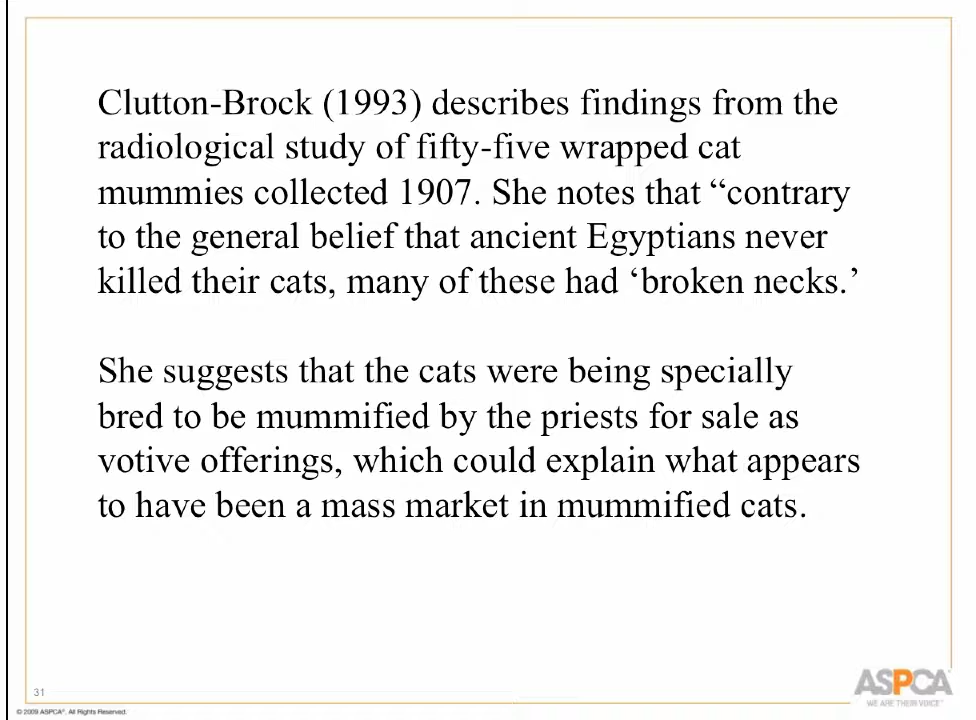 Clutton-Brock (1993) describes findings from the
radiological study of fifty-five wrapped cat
mummies collected 1907. She notes that “contrary
to the general belief that ancient Egyptians never
killed their cats, many of these had ‘broken necks.’
She suggests that the cats were being specially
bred to be mummified by the priests for sale as
votive offerings, which could explain what appears
to have been a mass market in mummified cats.
31
© 2009 ASPCA®. All Rights Reserved.
ASPCA®
WE ARE THEIR VOICE™